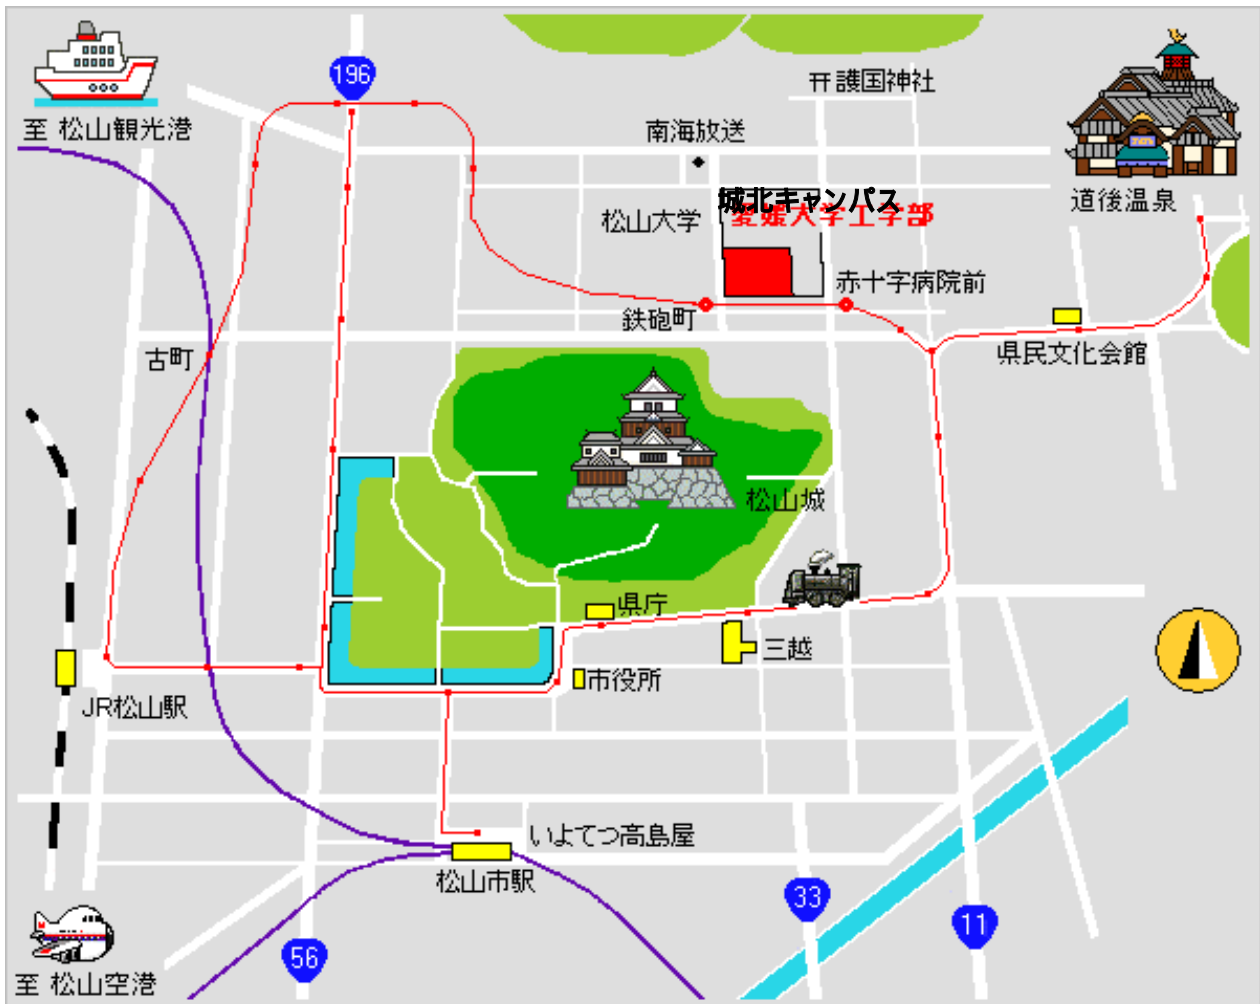 196
开護国神社
至 松山観光港
南海放送
道後温泉
城北キャンパス
愛媛大学工学部
松山大学
赤十字病院前
鉄砲町
古町
県民文化会館
松山城
県庁
三越
市役所
JR松山駅
いよてつ高島屋
松山市駅
33
11
56
至 松山空港